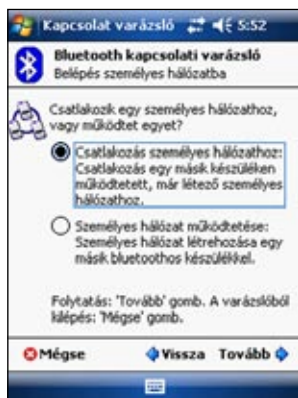 Kapcsolat varázsló 5:52
Bluetooth kapcsolati varázsló
Belépés személyes hálózatba
Csatlakozik egy személyes hálózathoz,
vagy működtet egyet?
Csatlakozás személyes hálózathoz:
Csatlakozás egy másik készüléken
működtetett, már létező személyes
hálózathoz.
Személyes hálózat működtetése:
Személyes hálózat létrehozása egy
másik bluetoothos készülékkel.
Folytatás: 'Tovább' gomb. A varázslóból
kilépés: 'Mégse' gomb.
Mégse Vissza Tovább